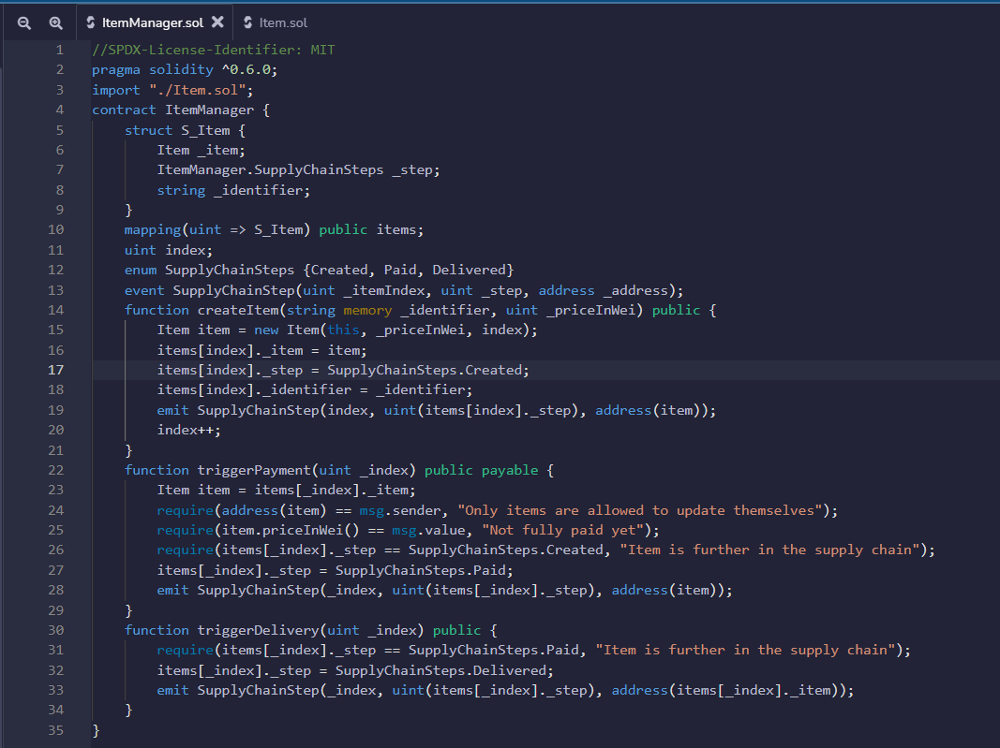 ItemManager.sol Item.sol
1 //SPDX-License-Identifier: MIT
2 pragma solidity ^0.6.0;
3 import "./Item.sol";
4 contract ItemManager {
5 struct S_Item {
6 Item _item;
7 ItemManager.SupplyChainSteps _step;
8 string _identifier;
9 }
10 mapping(uint => S_Item) public items;
11 uint index;
12 enum SupplyChainSteps {Created, Paid, Delivered}
13 event SupplyChainStep(uint _itemIndex, uint _step, address _address);
14 function createItem(string memory _identifier, uint _priceInWei) public {
15 Item item = new Item(this, _priceInWei, index);
16 items[index]._item = item;
17 items[index]._step = SupplyChainSteps.Created;
18 items[index]._identifier = _identifier;
19 emit SupplyChainStep(index, uint(items[index]._step), address(item));
20 index++;
21 }
22 function triggerPayment(uint _index) public payable {
23 Item item = items[_index]._item;
24 require(address(item) == msg.sender, "Only items are allowed to update themselves");
25 require(item.priceInWei() == msg.value, "Not fully paid yet");
26 require(items[_index]._step == SupplyChainSteps.Created, "Item is further in the supply chain");
27 items[_index]._step = SupplyChainSteps.Paid;
28 emit SupplyChainStep(_index, uint(items[_index]._step), address(item));
29 }
30 function triggerDelivery(uint _index) public {
31 require(items[_index]._step == SupplyChainSteps.Paid, "Item is further in the supply chain");
32 items[_index]._step = SupplyChainSteps.Delivered;
33 emit SupplyChainStep(_index, uint(items[_index]._step), address(items[_index]._item));
34 }
35 }